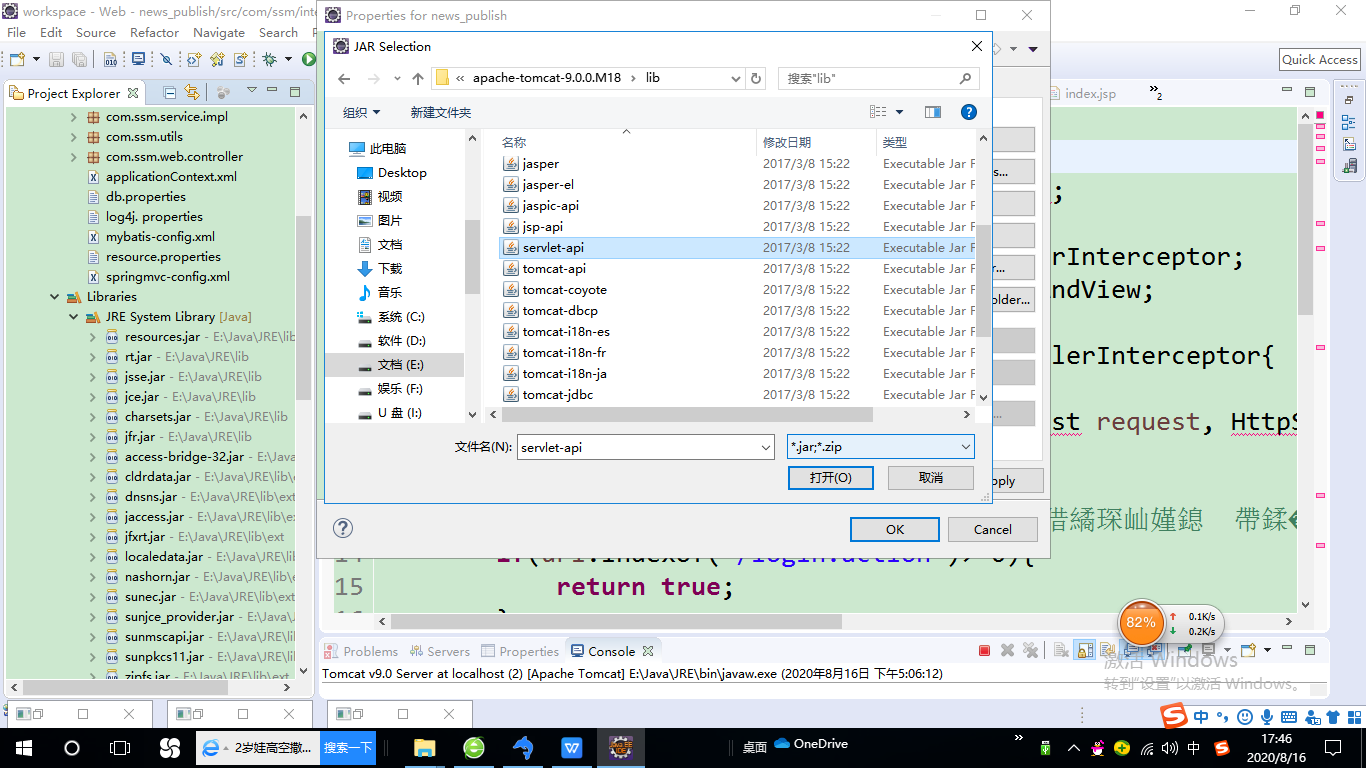 workspace - Web - news_publish/src/com/ssm/inte
File Edit Source Refactor Navigate Search
Quick Access
Project Explorer
com.ssm.service.impl
com.ssm.utils
com.ssm.web.controller
applicationContext.xml
db.properties
log4j. properties
mybatis-config.xml
resource.properties
springmvc-config.xml
Libraries
JRE System Library [Java]
resources.jar - E:\Java\JRE\lib
rt.jar - E:\Java\JRE\lib
jsse.jar - E:\Java\JRE\lib
jce.jar - E:\Java\JRE\lib
charsets.jar - E:\Java\JRE\lib
jfr.jar - E:\Java\JRE\lib
access-bridge-32.jar - E:\Java
cldrdata.jar - E:\Java\JRE\lib\
dnsns.jar - E:\Java\JRE\lib\ext
jaccess.jar - E:\Java\JRE\lib\e
jfxrt.jar - E:\Java\JRE\lib\ext
localedata.jar - E:\Java\JRE\li
nashorn.jar - E:\Java\JRE\lib\
sunec.jar - E:\Java\JRE\lib\ext
sunjce_provider.jar - E:\Java\J
sunmscapi.jar - E:\Java\JRE\li
sunpkcs11.jar - E:\Java\JRE\li
zipfs.jar - E:\Java\JRE\lib\ext
Properties for news_publish
JAR Selection
« apache-tomcat-9.0.0.M18 › lib
搜索"lib"
组织 新建文件夹
此电脑
Desktop
视频
图片
文档
下载
音乐
系统 (C:)
软件 (D:)
文档 (E:)
娱乐 (F:)
U 盘 (I:)
名称 修改日期 类型
jasper 2017/3/8 15:22 Executable Jar F
jasper-el 2017/3/8 15:22 Executable Jar F
jaspic-api 2017/3/8 15:22 Executable Jar F
jsp-api 2017/3/8 15:22 Executable Jar F
servlet-api 2017/3/8 15:22 Executable Jar F
tomcat-api 2017/3/8 15:22 Executable Jar F
tomcat-coyote 2017/3/8 15:22 Executable Jar F
tomcat-dbcp 2017/3/8 15:22 Executable Jar F
tomcat-i18n-es 2017/3/8 15:22 Executable Jar F
tomcat-i18n-fr 2017/3/8 15:22 Executable Jar F
tomcat-i18n-ja 2017/3/8 15:22 Executable Jar F
tomcat-jdbc 2017/3/8 15:22 Executable Jar F
文件名(N): servlet-api *.jar;*.zip
打开(O) 取消
s...
r...
older...
pply
OK Cancel
index.jsp
2
;
rInterceptor;
ndView;
lerInterceptor{
st request, HttpS
14 if(uri.indexOf("/login.action")> 0){
15 return true;
Problems Servers Properties Console
Tomcat v9.0 Server at localhost (2) [Apache Tomcat] E:\Java\JRE\bin\javaw.exe (2020年8月16日 下午5:06:12)
82%
0.1K/s
0.2K/s
激活 Windows
转到"设置"以激活 Windows。
中
2岁娃高空撒... 搜索一下
桌面 OneDrive
中
17:46
2020/8/16